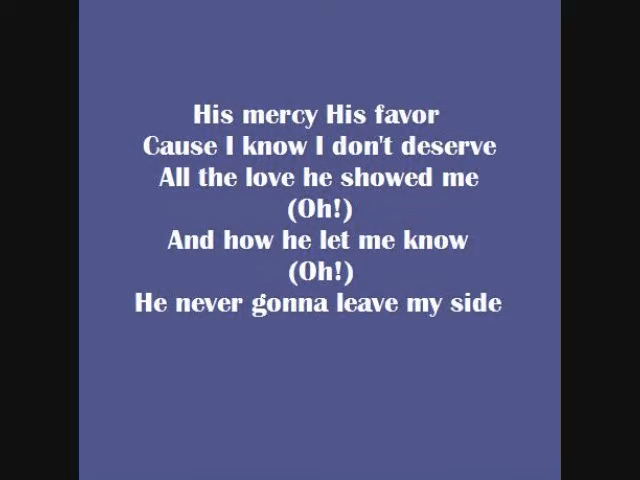 His mercy His favor
Cause I know I don't deserve
All the love he showed me
(Oh!)
And how he let me know
(Oh!)
He never gonna leave my side